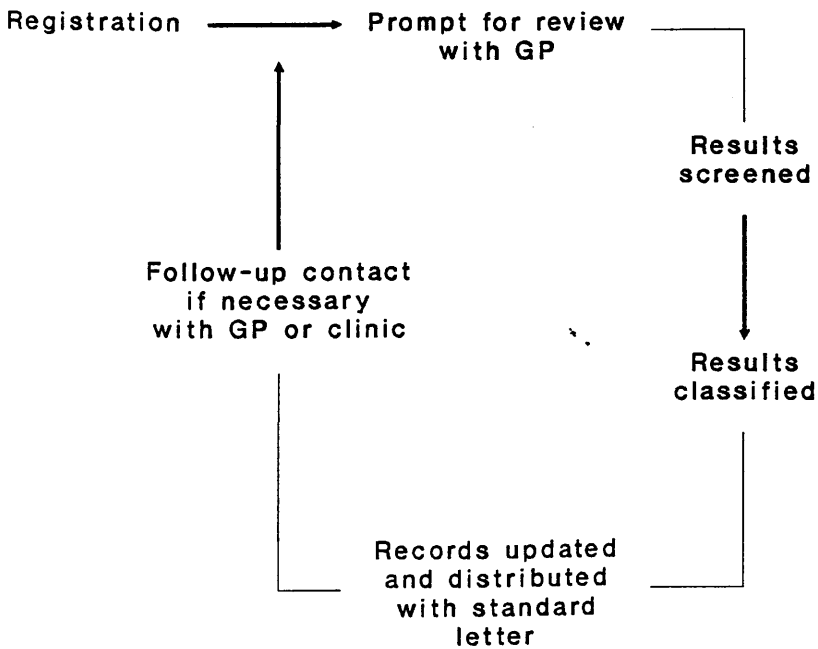 Registration
Prompt for review
with GP
Results
screened
Results
classified
Records updated
and distributed
with standard
letter
Follow-up contact
if necessary
with GP or clinic